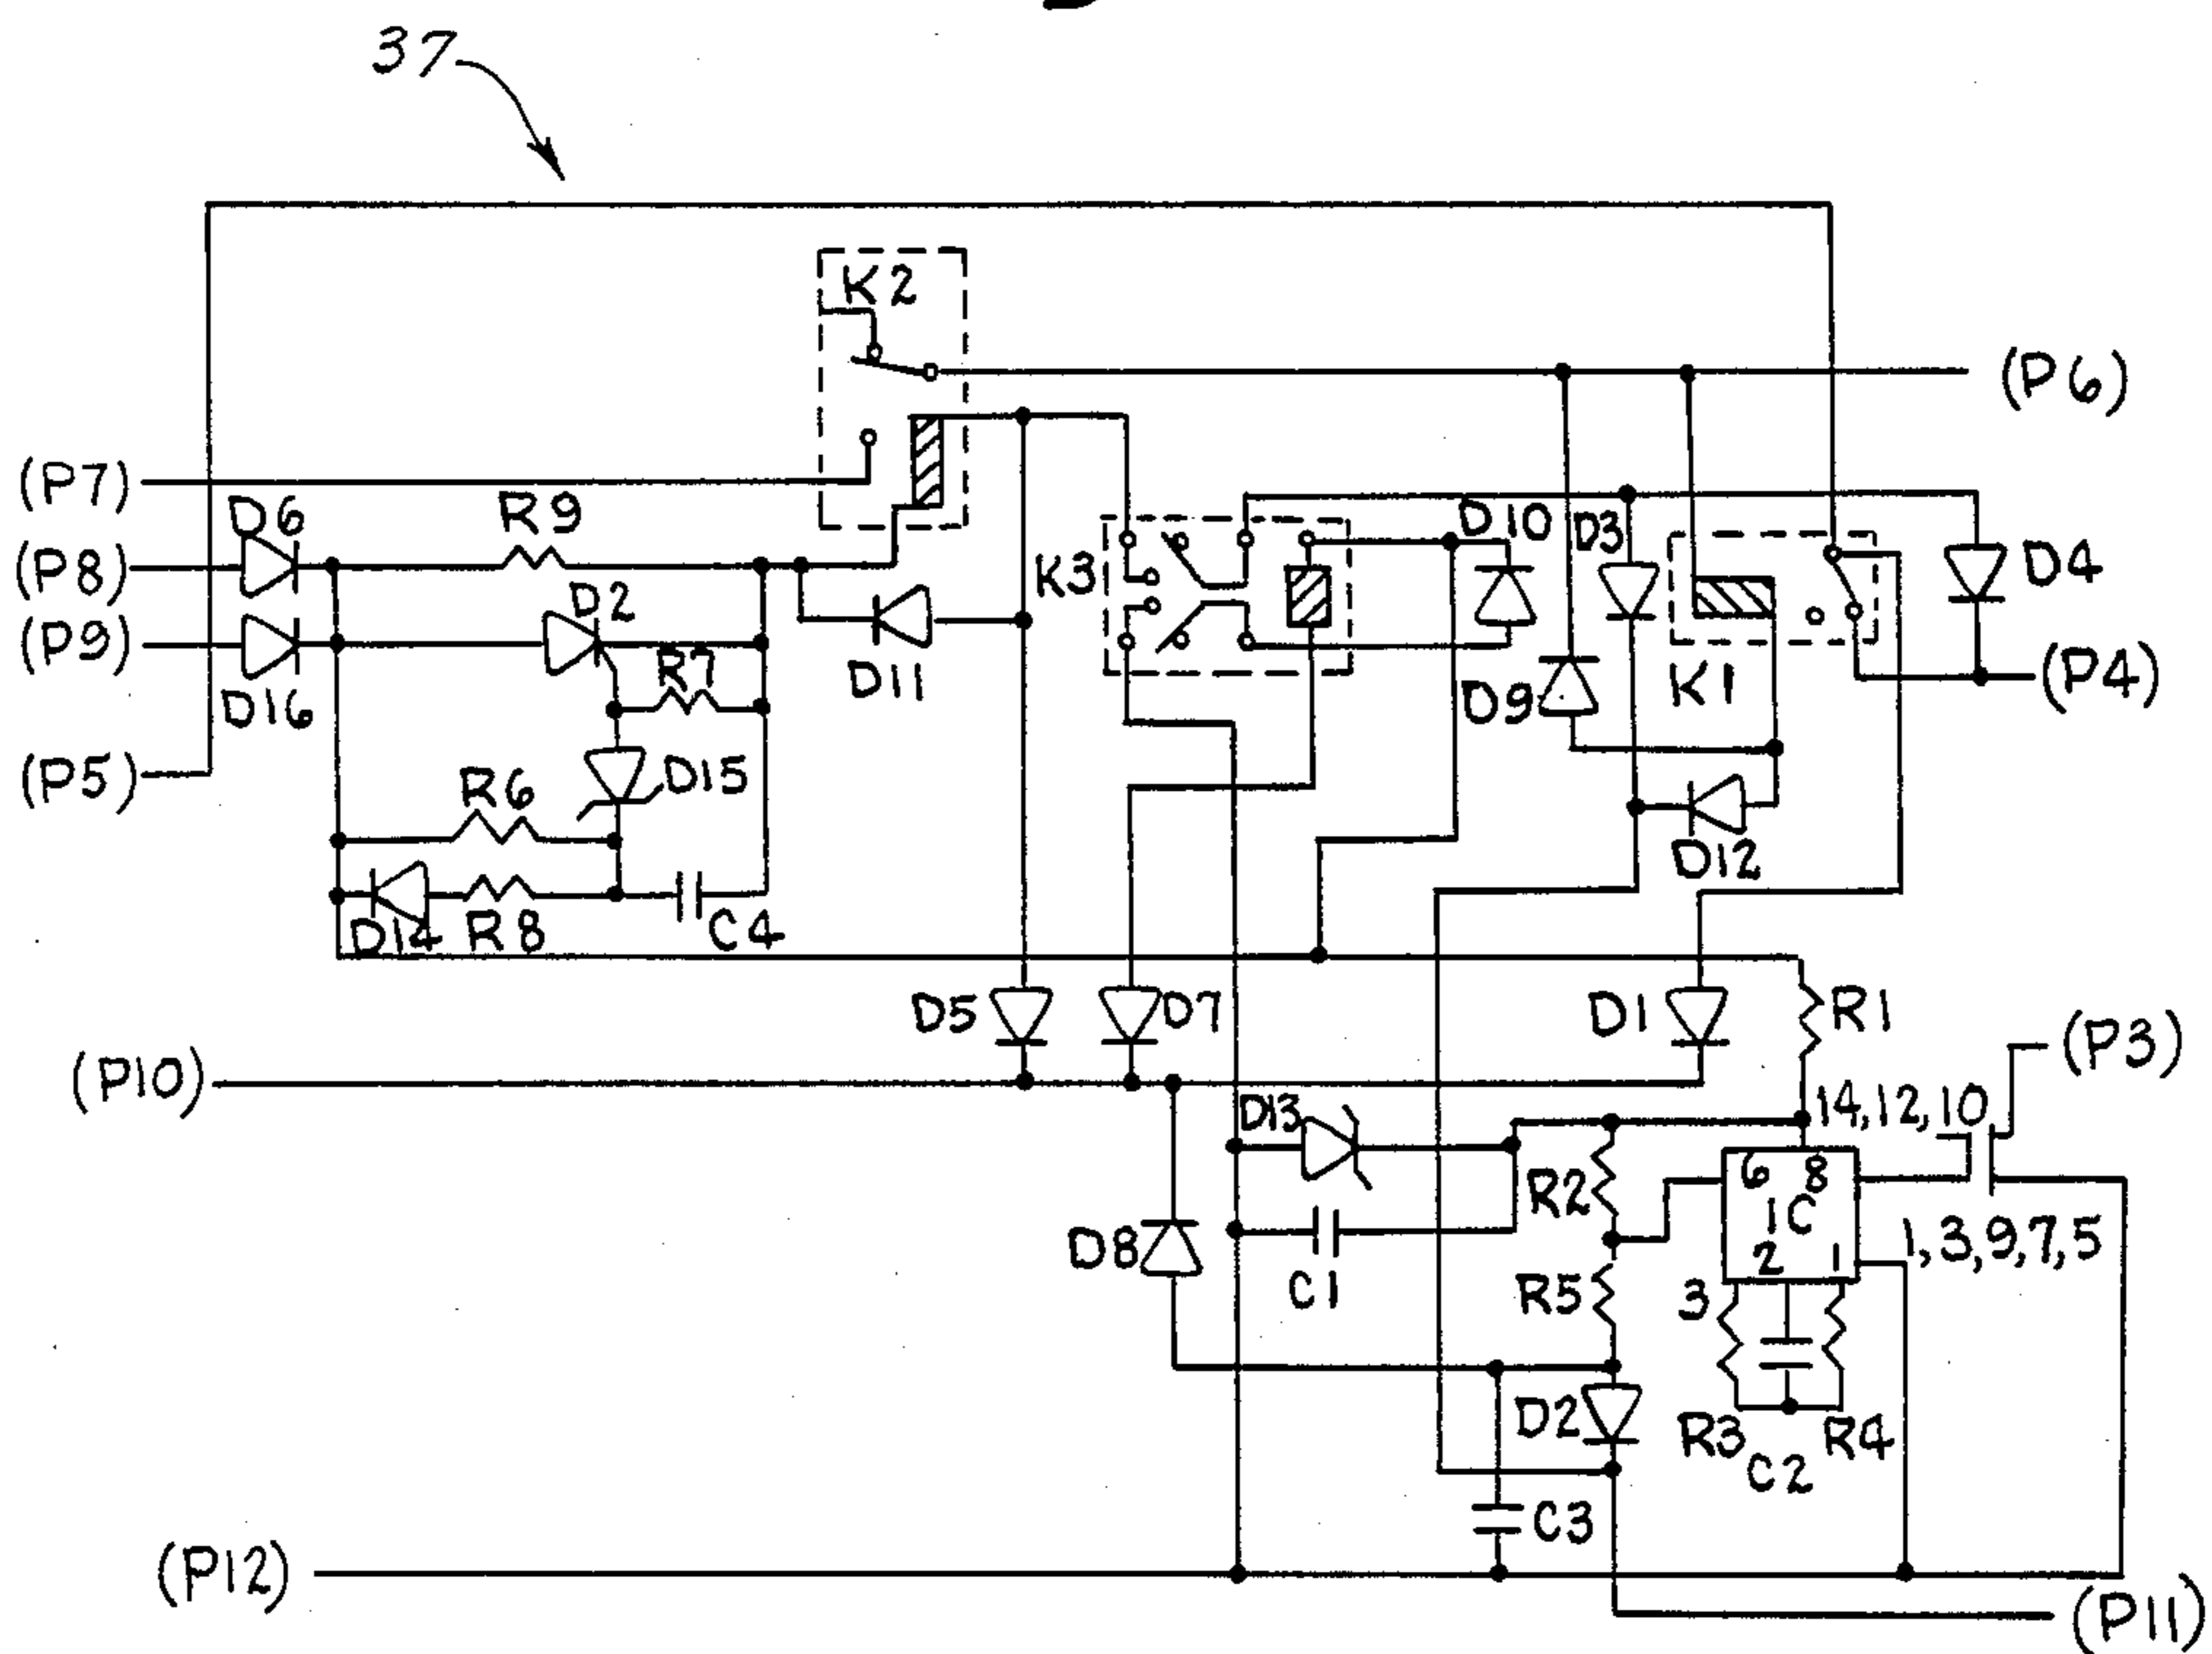 37
K2
(P6)
(P7)
D6
R9
D10
D3
(P8)
K3
D4
D2
(P9)
R7
D11
D9
K1
(P4)
D16
(P5)
R6
D15
D12
D14
R8
C4
D5
D7
D1
R1
(P3)
(P10)
D13
14,12,10
6
8
R2
IC
D8
1,3,9,7,5
2
1
C1
R5
3
D2
R3
R4
C2
C3
(P12)
(P11)